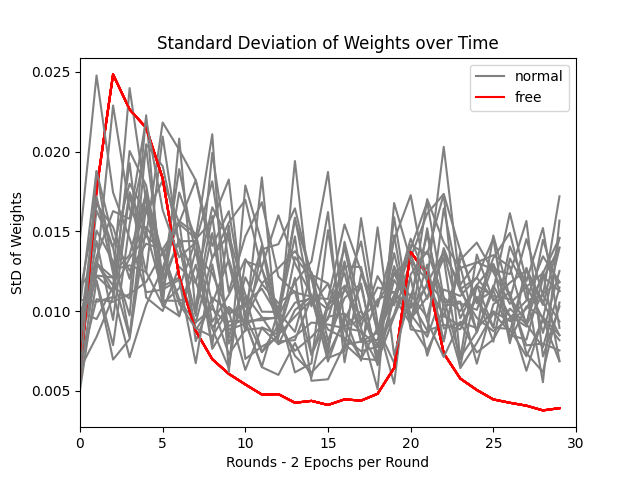 Standard Deviation of Weights over Time
normal
free
StD of Weights
0.025
0.020
0.015
0.010
0.005
0 5 10 15 20 25 30
Rounds - 2 Epochs per Round